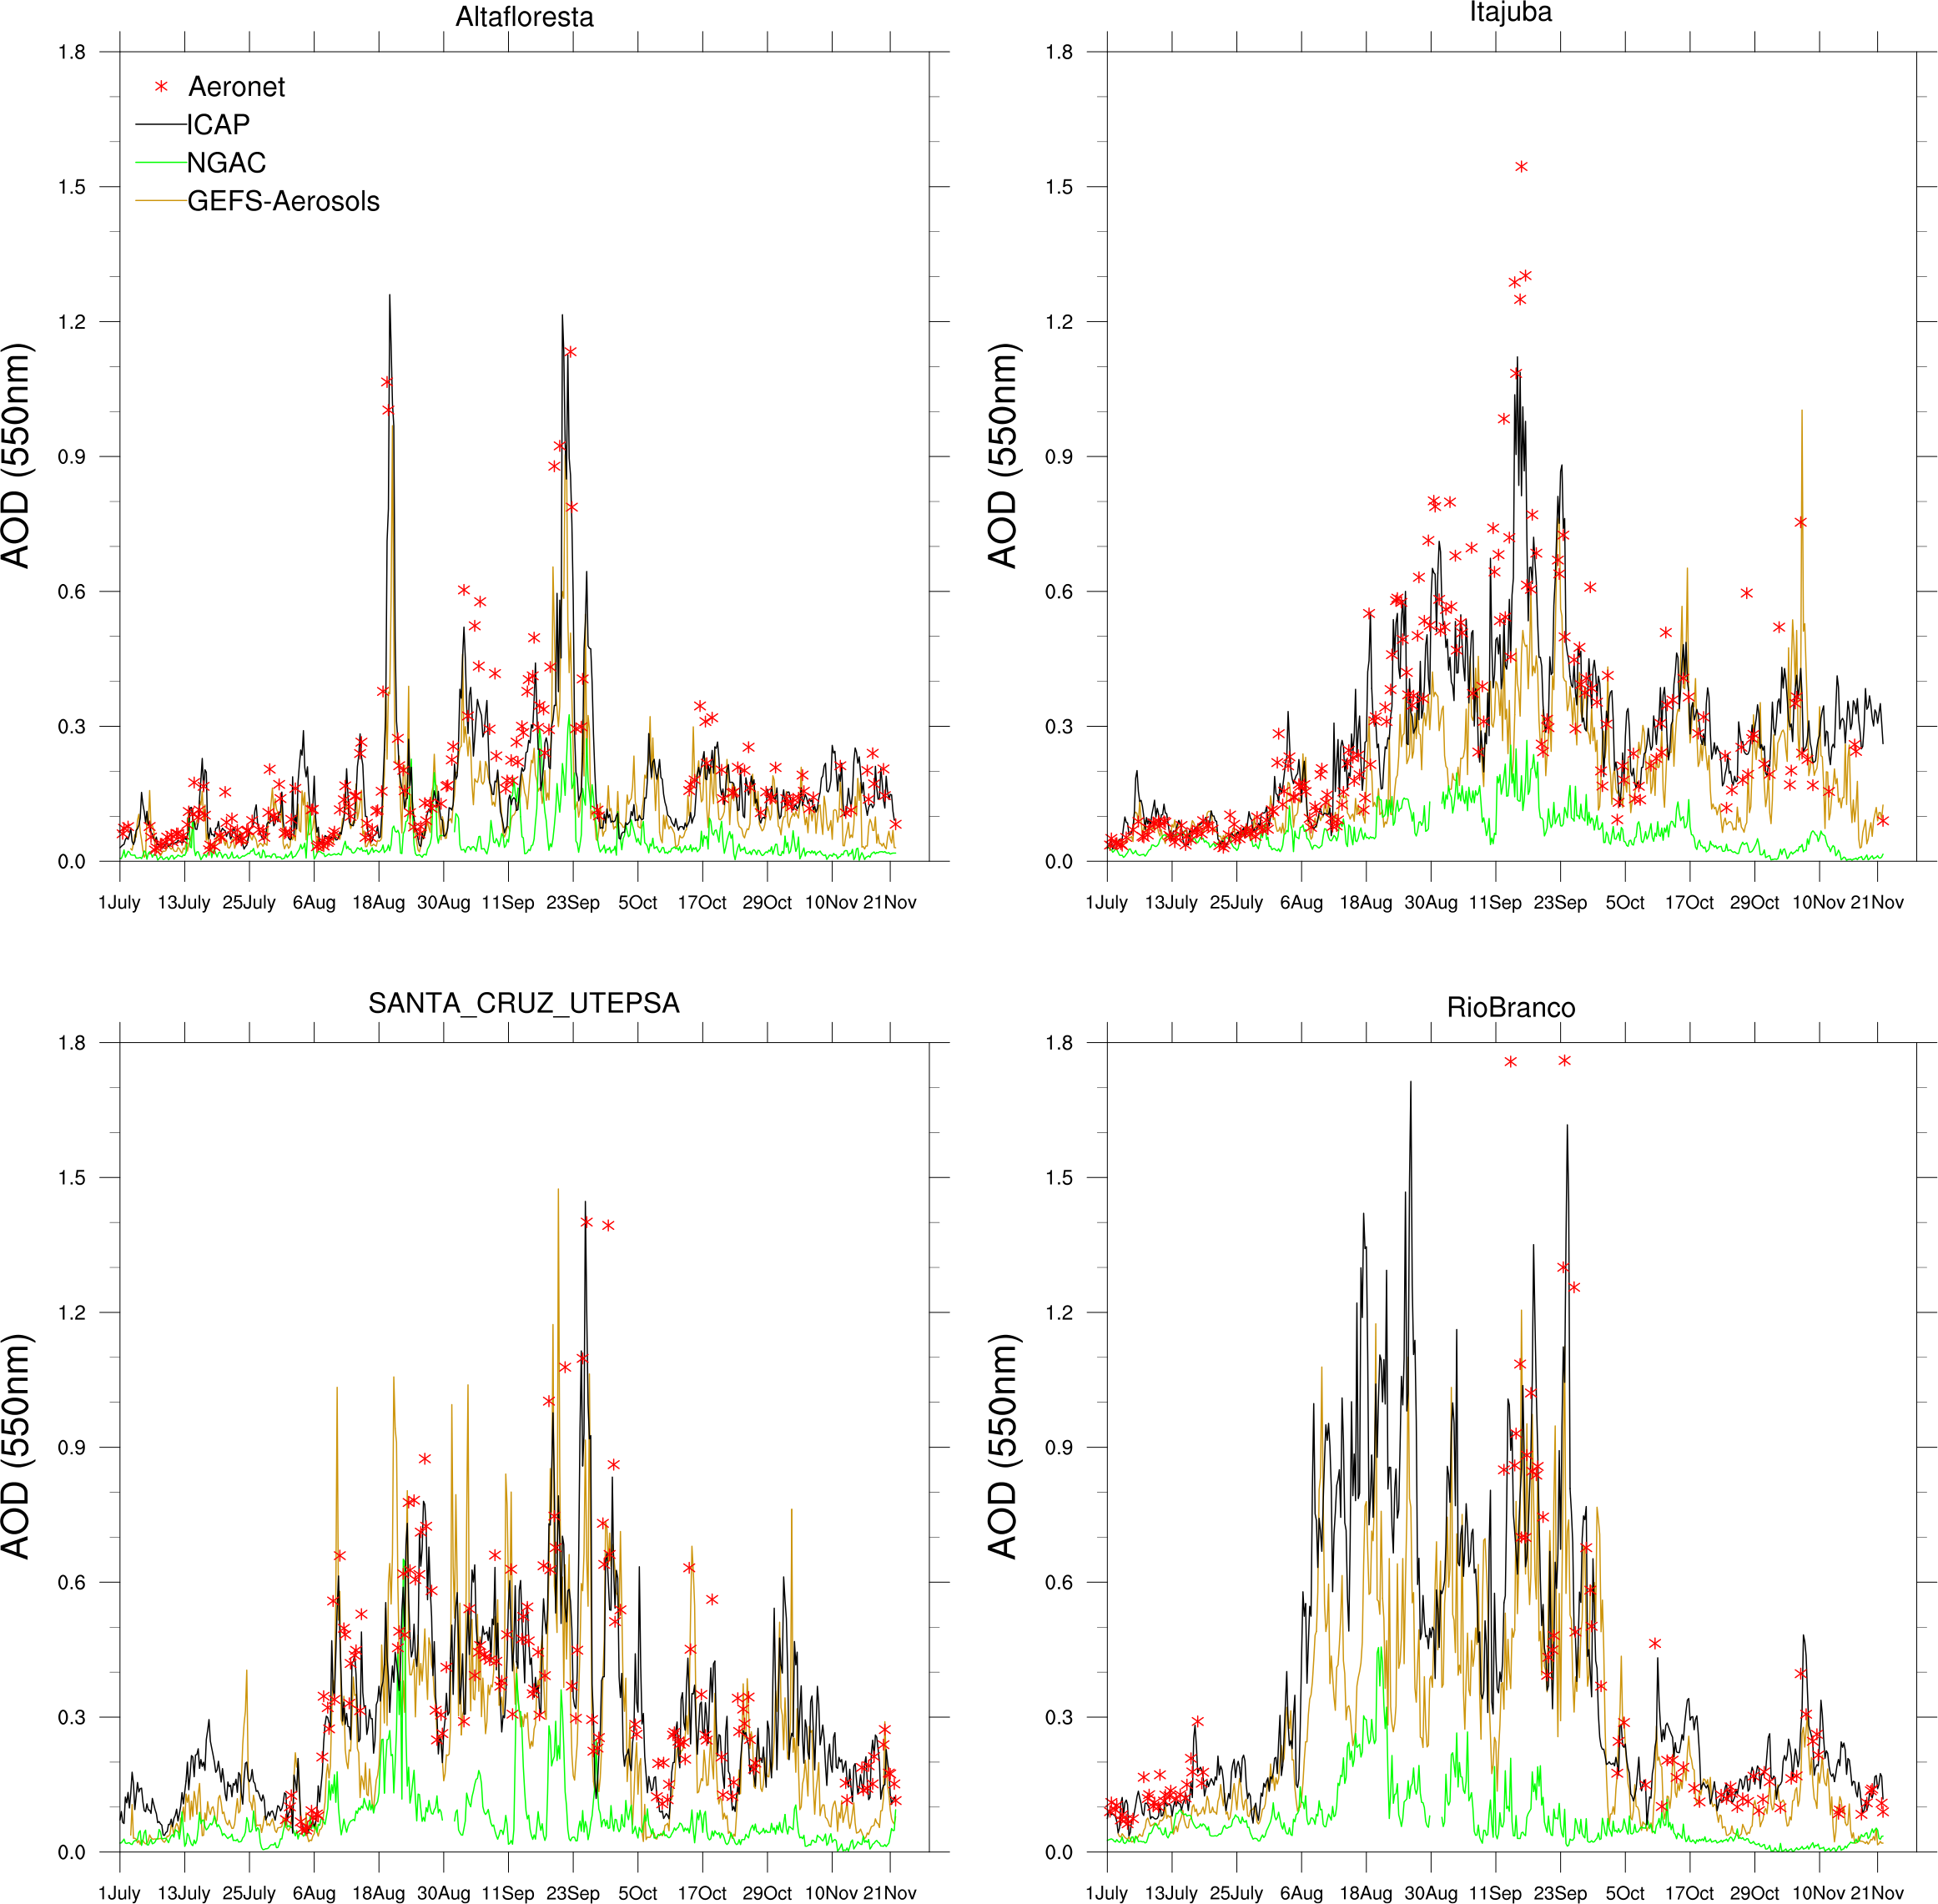 Altafloresta
1.8
1.5
1.2
0.9
0.6
0.3
0.0
AOD (550nm)
Aeronet
ICAP
NGAC
GEFS-Aerosols
1July 13July 25July 6Aug 18Aug 30Aug 11Sep 23Sep 5Oct 17Oct 29Oct 10Nov 21Nov
Itajuba
1.8
1.5
1.2
0.9
0.6
0.3
0.0
AOD (550nm)
1July 13July 25July 6Aug 18Aug 30Aug 11Sep 23Sep 5Oct 17Oct 29Oct 10Nov 21Nov
SANTA_CRUZ_UTEPSA
1.8
1.5
1.2
0.9
0.6
0.3
0.0
AOD (550nm)
1July 13July 25July 6Aug 18Aug 30Aug 11Sep 23Sep 5Oct 17Oct 29Oct 10Nov 21Nov
RioBranco
1.8
1.5
1.2
0.9
0.6
0.3
0.0
AOD (550nm)
1July 13July 25July 6Aug 18Aug 30Aug 11Sep 23Sep 5Oct 17Oct 29Oct 10Nov 21Nov